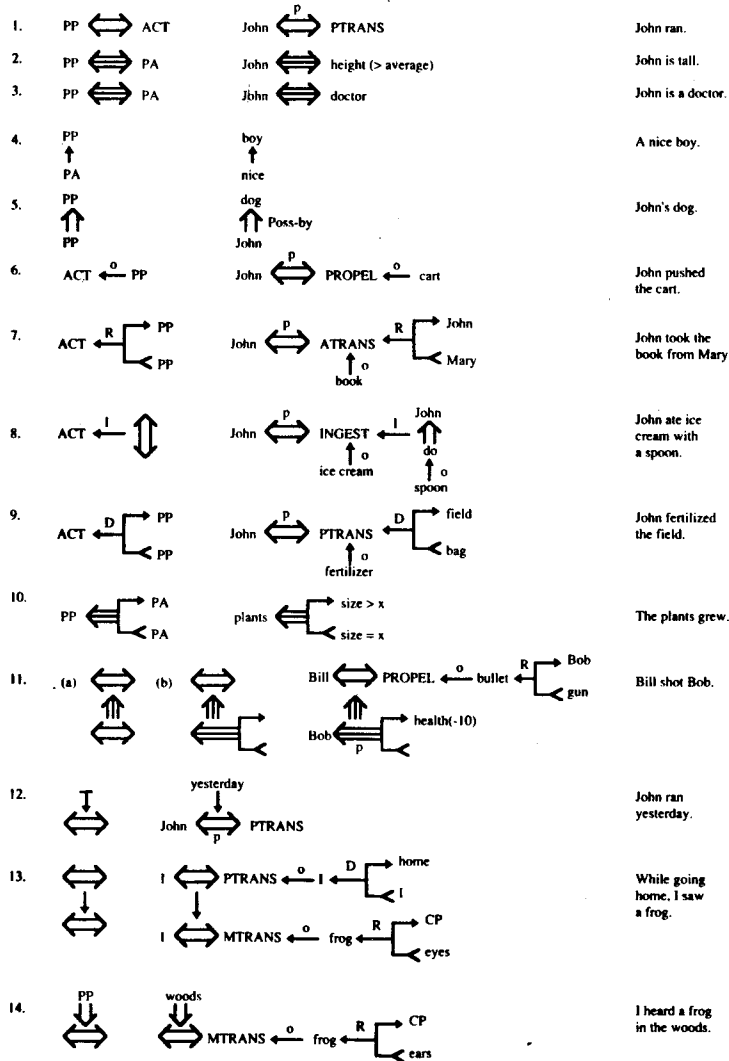 1. PP ACT John p PTRANS John ran.
2. PP PA John height (> average) John is tall.
3. PP PA John doctor John is a doctor.
4. PP boy A nice boy.
PA nice
5. PP dog John's dog.
Poss-by
PP John
6. ACT o PP John p PROPEL o cart John pushed
the cart.
7. ACT R PP PP John p ATRANS R John Mary John took the
book from Mary
o
book
8. ACT I John p INGEST I John John ate ice
cream with
a spoon.
o do
ice cream o
spoon
9. ACT D PP PP John p PTRANS D field bag John fertilized
the field.
o
fertilizer
10. PP PA PA plants size > x size = x The plants grew.
11. (a) (b) Bill PROPEL o bullet R Bob gun Bill shot Bob.
Bob p health(-10)
12. T yesterday John ran
yesterday.
John p PTRANS
13. I PTRANS o I D home I While going
home, I saw
a frog.
I MTRANS o frog R CP eyes
14. PP woods I heard a frog
in the woods.
MTRANS o frog R CP ears